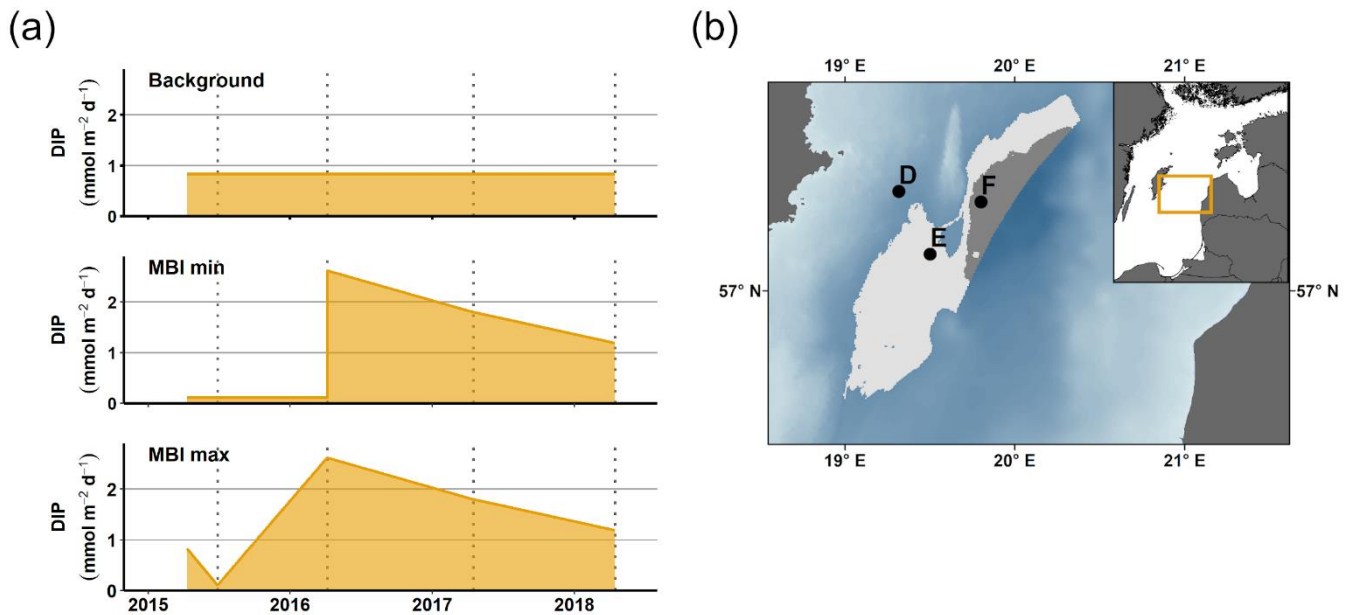 (a)
Background
DIP
(mmol m⁻² d⁻¹)
2
1
0
MBI min
DIP
(mmol m⁻² d⁻¹)
2
1
0
MBI max
DIP
(mmol m⁻² d⁻¹)
2
1
0
2015 2016 2017 2018
(b)
19° E 20° E 21° E
D
F
E
57° N 57° N
19° E 20° E 21° E